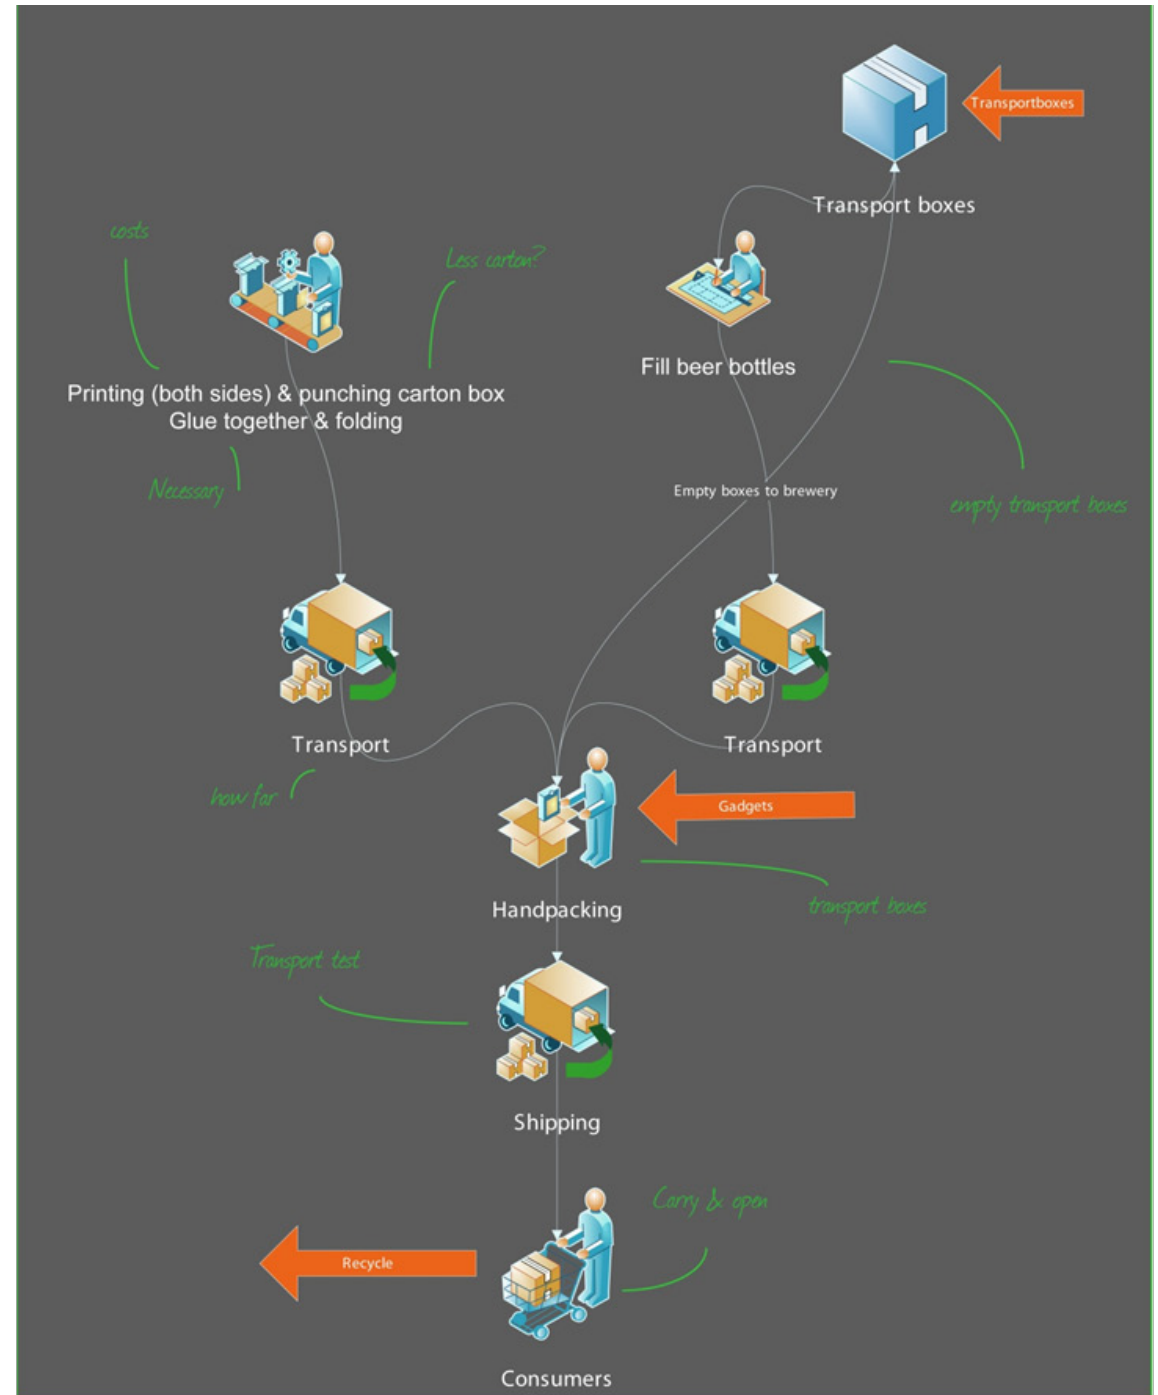 Transportboxes
Transport boxes
costs
Less carton?
Fill beer bottles
Printing (both sides) & punching carton box
Glue together & folding
Necessary
Empty boxes to brewery
empty transport boxes
Transport
Transport
how far
Gadgets
Handpacking
transport boxes
Transport test
Shipping
Carry & open
Recycle
Consumers